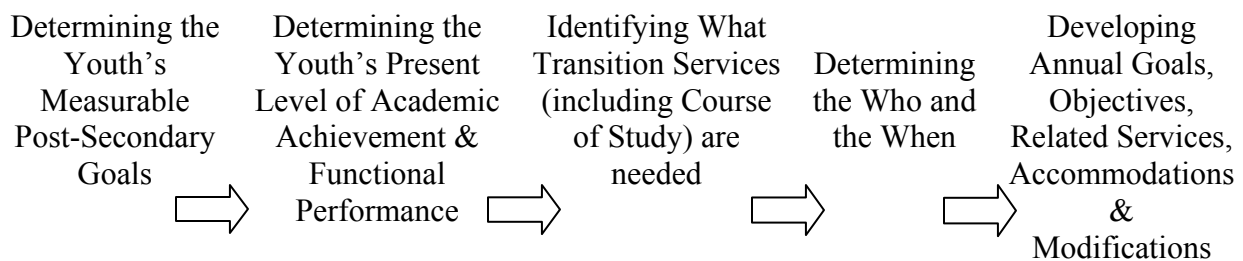 Determining the
Youth's
Measurable
Post-Secondary
Goals
Determining the
Youth's Present
Level of Academic
Achievement &
Functional
Performance
Identifying What
Transition Services
(including Course
of Study) are
needed
Determining
the Who and
the When
Developing
Annual Goals,
Objectives,
Related Services,
Accommodations
&
Modifications